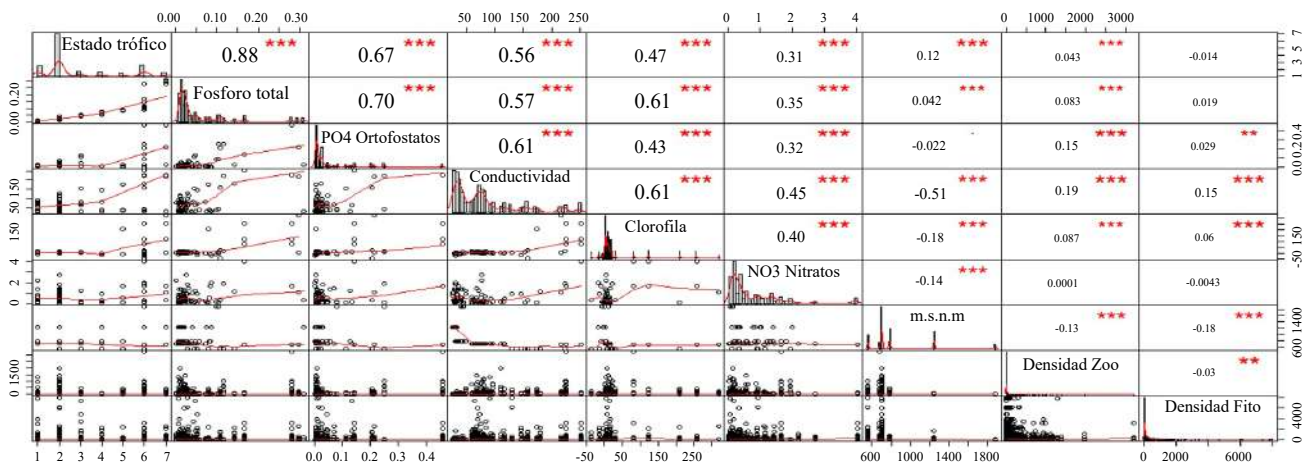 0.00 0.10 0.20 0.30 50 100 150 200 250 0 1 2 3 4 0 1000 2000 3000
Estado trófico 0.88 *** 0.67 *** 0.56 *** 0.47 *** 0.31 *** 0.12 *** 0.043 *** -0.014 1 3 5 7
0.00 0.20 Fosforo total 0.70 *** 0.57 *** 0.61 *** 0.35 *** 0.042 *** 0.083 *** 0.019
PO4 Ortofostatos 0.61 *** 0.43 *** 0.32 *** -0.022 . 0.15 *** 0.029 ** 0.0 0.2 0.4
50 150 Conductividad 0.61 *** 0.45 *** -0.51 *** 0.19 *** 0.15 ***
Clorofila 0.40 *** -0.18 *** 0.087 *** 0.06 *** -50 50 150
0 2 4 NO3 Nitratos -0.14 *** 0.0001 -0.0043
m.s.n.m -0.13 *** -0.18 *** 600 1400
0 1500 Densidad Zoo -0.03 **
Densidad Fito 0 4000
1 2 3 4 5 6 7 0.0 0.1 0.2 0.3 0.4 -50 50 150 250 600 1000 1400 1800 0 2000 4000 6000